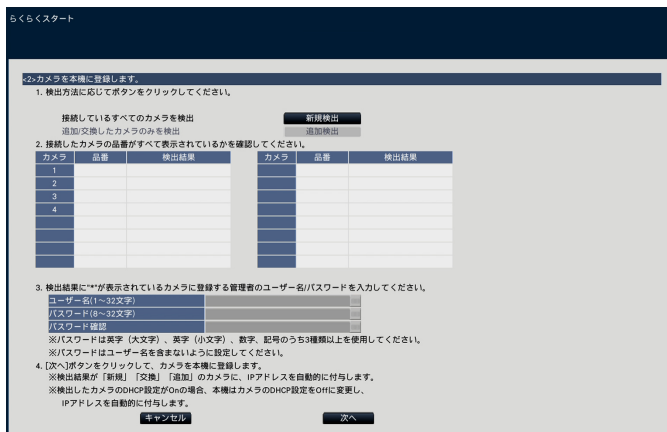 らくらくスタート
<2>カメラを本機に登録します。
1. 検出方法に応じてボタンをクリックしてください。
接続しているすべてのカメラを検出 新規検出
追加/交換したカメラのみを検出 追加検出
2. 接続したカメラの品番がすべて表示されているかを確認してください。
カメラ 品番 検出結果 カメラ 品番 検出結果
1
2
3
4
3. 検出結果に"*"が表示されているカメラに登録する管理者のユーザー名/パスワードを入力してください。
ユーザー名(1～32文字)
パスワード(8～32文字)
パスワード確認
※パスワードは英字（大文字）、英字（小文字）、数字、記号のうち3種類以上を使用してください。
※パスワードはユーザー名を含まないように設定してください。
4. [次へ]ボタンをクリックして、カメラを本機に登録します。
※検出結果が「新規」「交換」「追加」のカメラに、IPアドレスを自動的に付与します。
※検出したカメラのDHCP設定がOnの場合、本機はカメラのDHCP設定をOffに変更し、
IPアドレスを自動的に付与します。
キャンセル 次へ